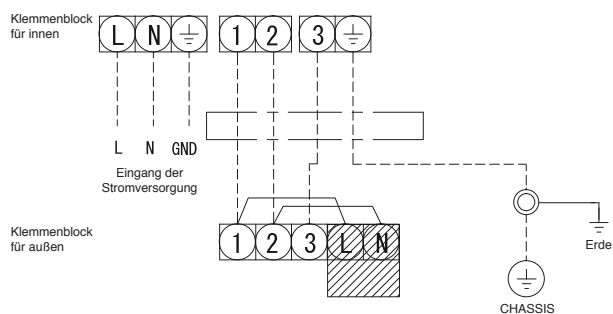 Klemmenblock
für innen
L N 1 2 3
L N GND
Eingang der
Stromversorgung
Klemmenblock
für außen
1 2 3 L N
Erde
CHASSIS